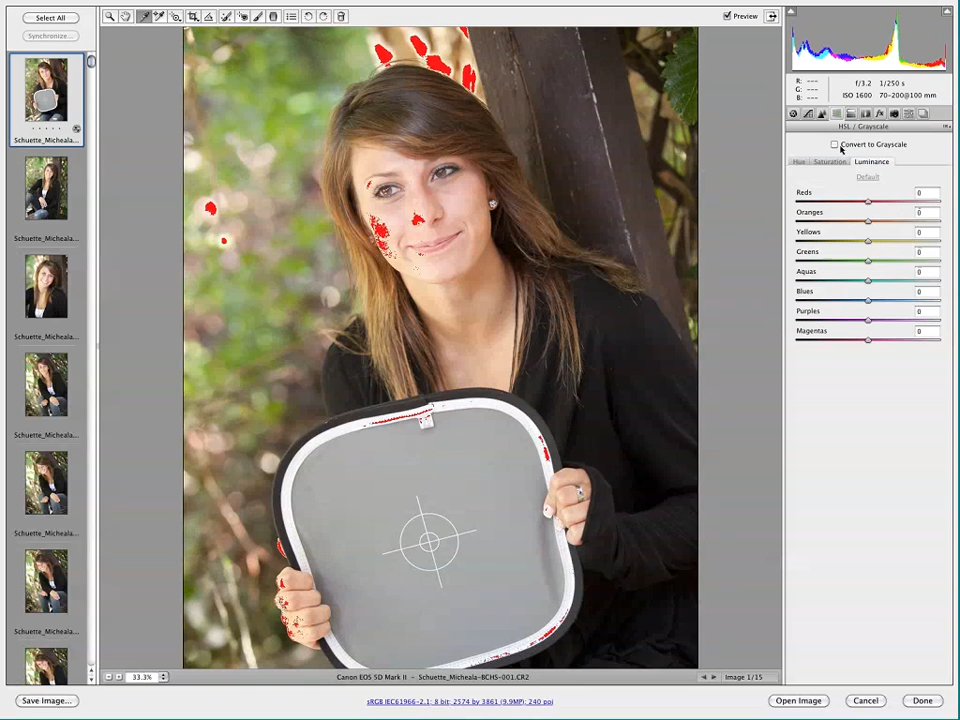 Select All
Synchronize...
Preview
R: ---
G: ---
B: ---
f/3.2 1/250 s
ISO 1600 70-200@100 mm
HSL / Grayscale
Convert to Grayscale
Hue Saturation Luminance
Default
Reds 0
Oranges 0
Yellows 0
Greens 0
Aquas 0
Blues 0
Purples 0
Magentas 0
Schuette_Micheala...
Schuette_Micheala...
Schuette_Micheala...
Schuette_Micheala...
Schuette_Micheala...
Schuette_Micheala...
33.3%
Canon EOS 5D Mark II - Schuette_Micheala-BCHS-001.CR2
Image 1/15
Save Image...
sRGB IEC61966-2.1; 8 bit; 2574 by 3861 (9.9MP); 240 ppi
Open Image
Cancel
Done